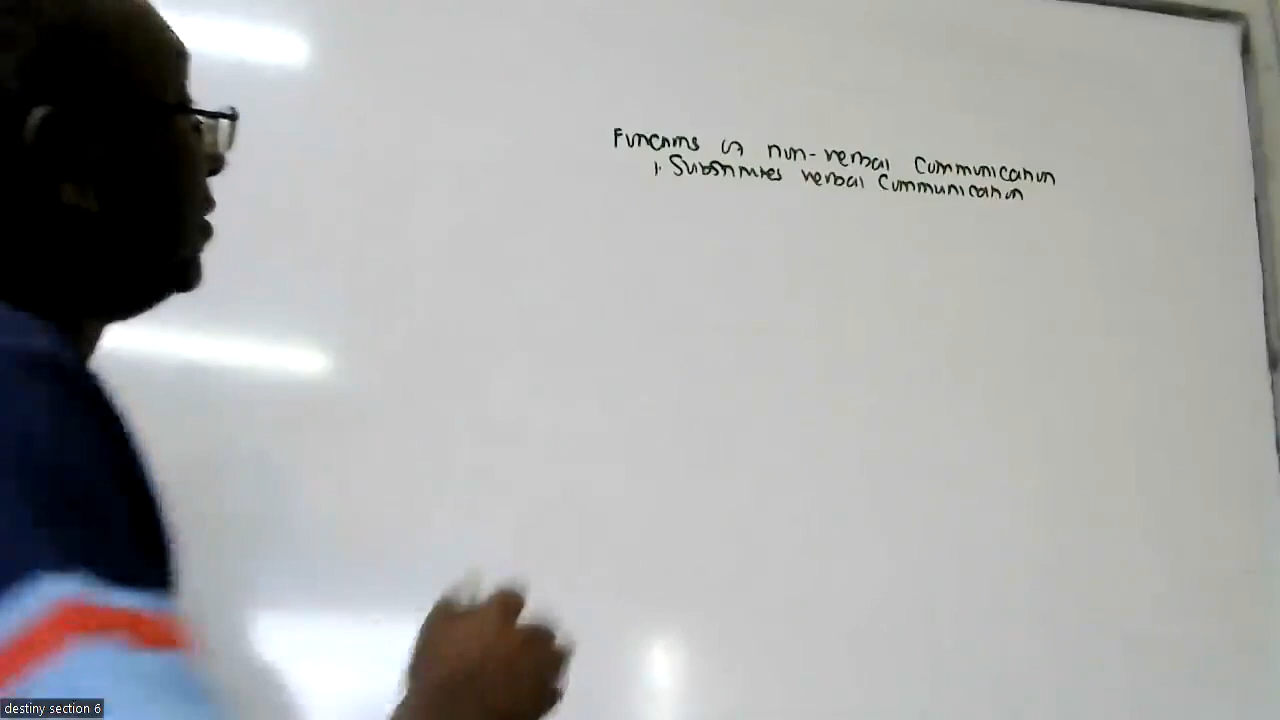 Functions of non-verbal communication
1. Substitutes verbal communication
destiny section 6